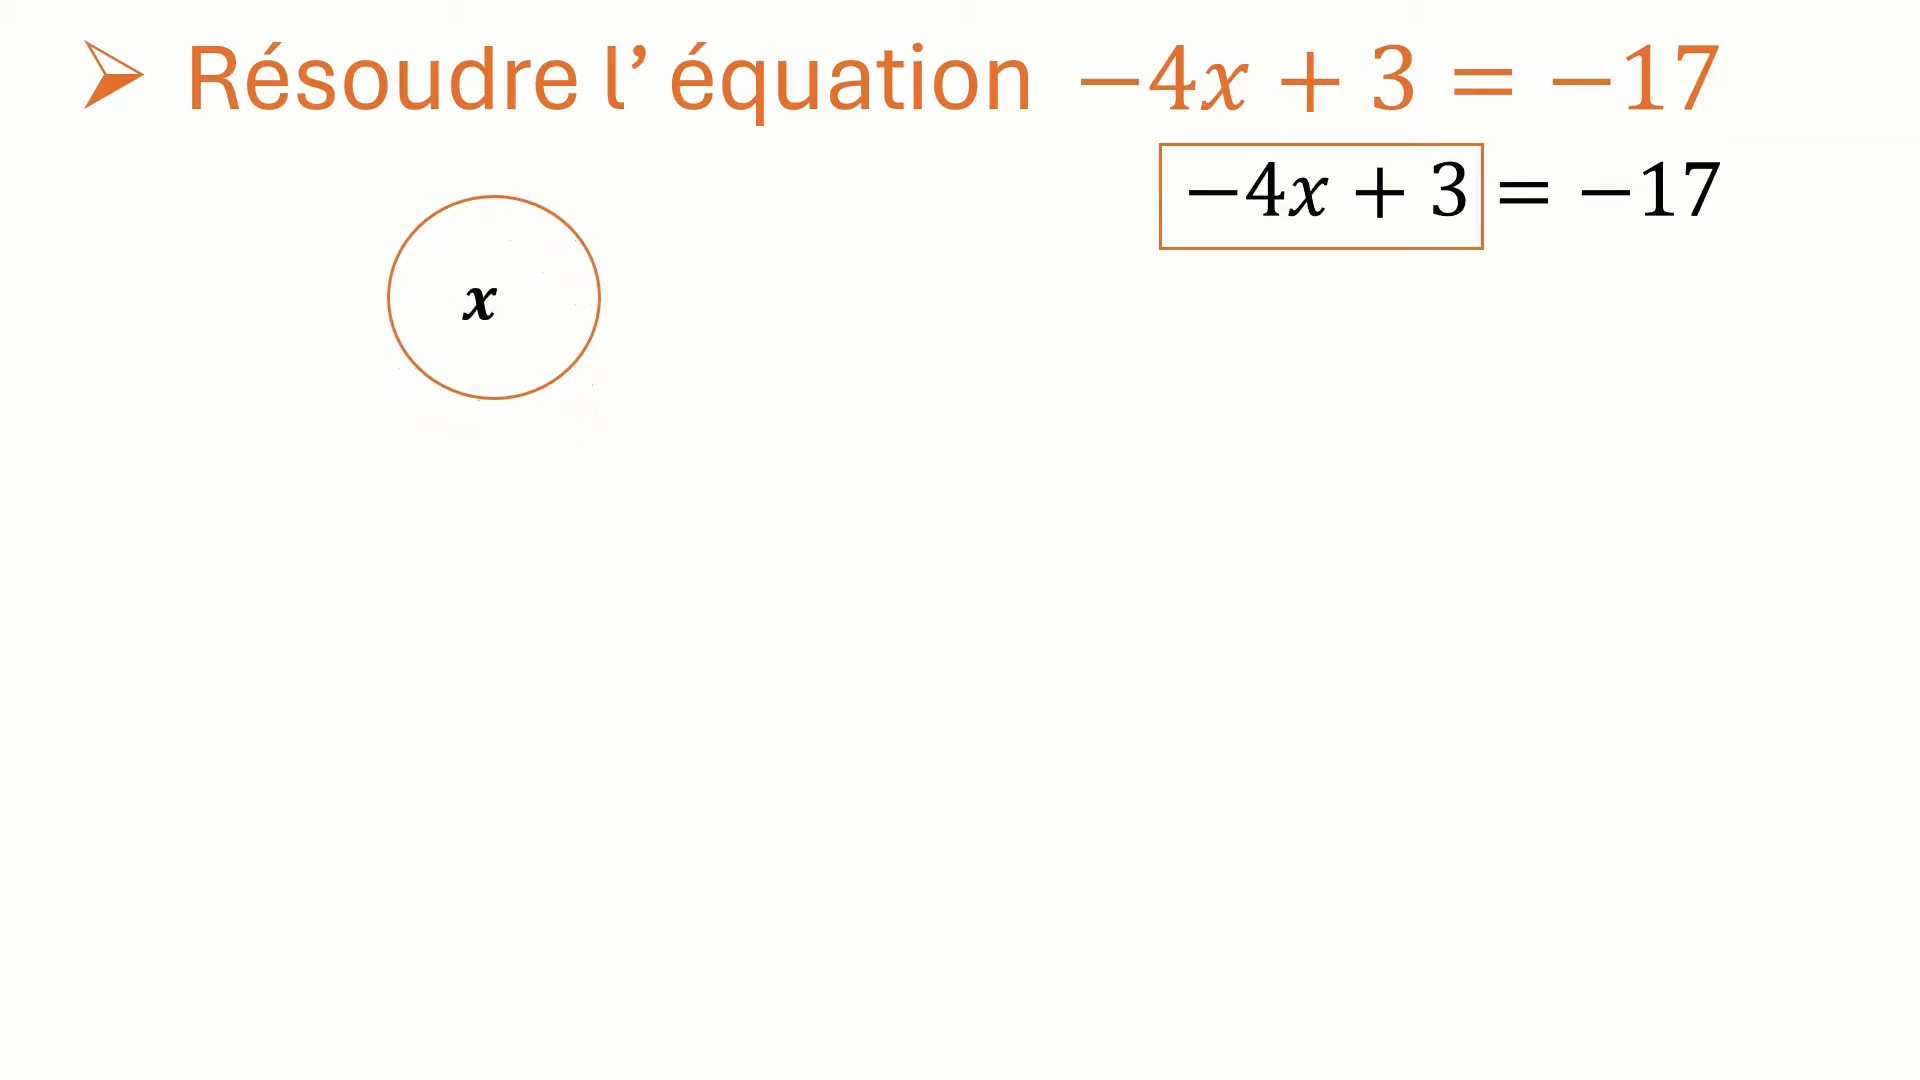 ➢ Résoudre l’ équation −4x + 3 = −17
−4x + 3 = −17
x